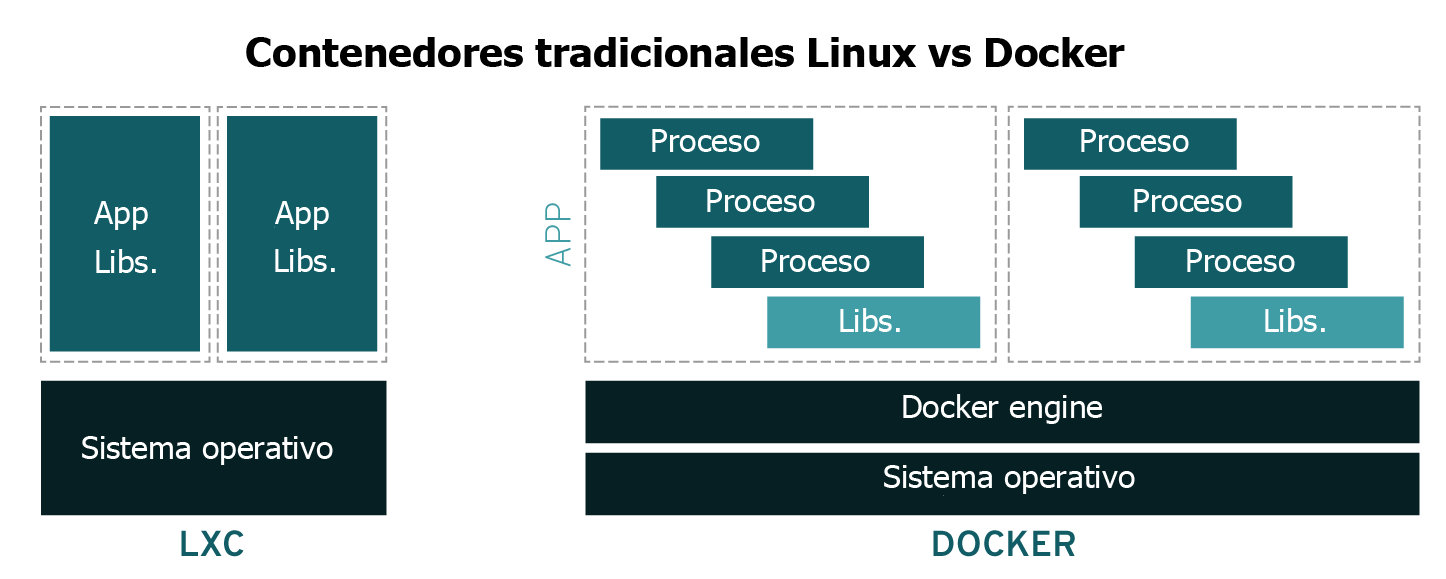 Contenedores tradicionales Linux vs Docker
App
Libs.
App
Libs.
Sistema operativo
LXC
APP
Proceso
Proceso
Proceso
Libs.
Proceso
Proceso
Proceso
Libs.
Docker engine
Sistema operativo
DOCKER